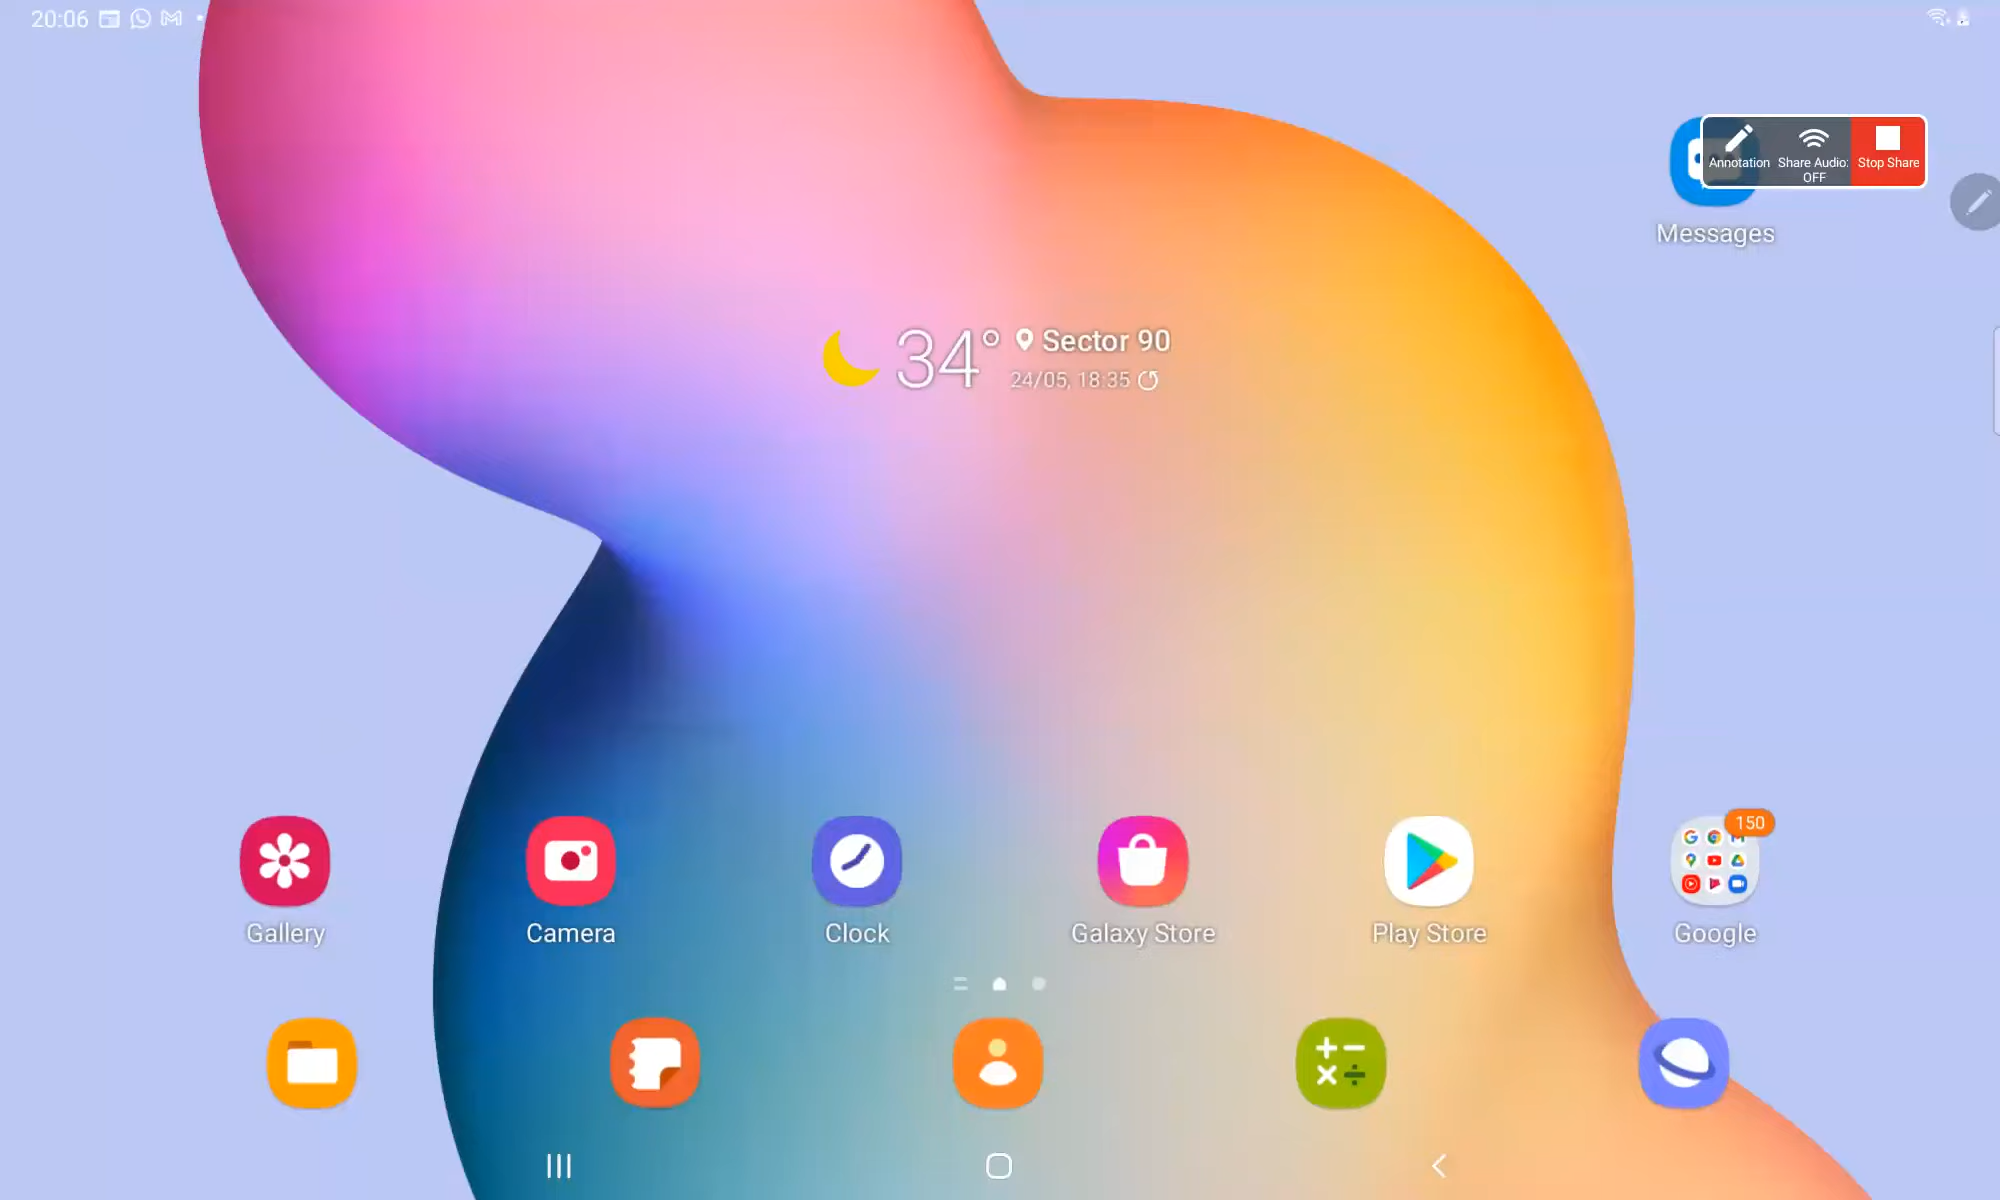 20:06
Annotation
Share Audio:
OFF
Stop Share
Messages
34°
Sector 90
24/05, 18:35
150
Gallery
Camera
Clock
Galaxy Store
Play Store
Google